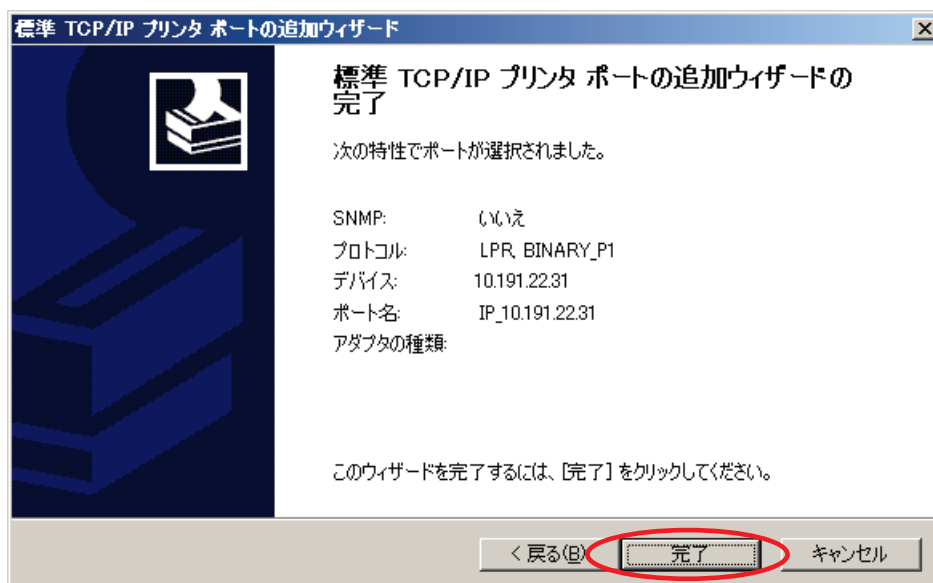 標準 TCP/IP プリンタ ポートの追加ウィザード
標準 TCP/IP プリンタ ポートの追加ウィザードの
完了
次の特性でポートが選択されました。
SNMP: いいえ
プロトコル: LPR, BINARY_P1
デバイス: 10.191.22.31
ポート名: IP_10.191.22.31
アダプタの種類:
このウィザードを完了するには、[完了] をクリックしてください。
< 戻る(B) 完了 キャンセル